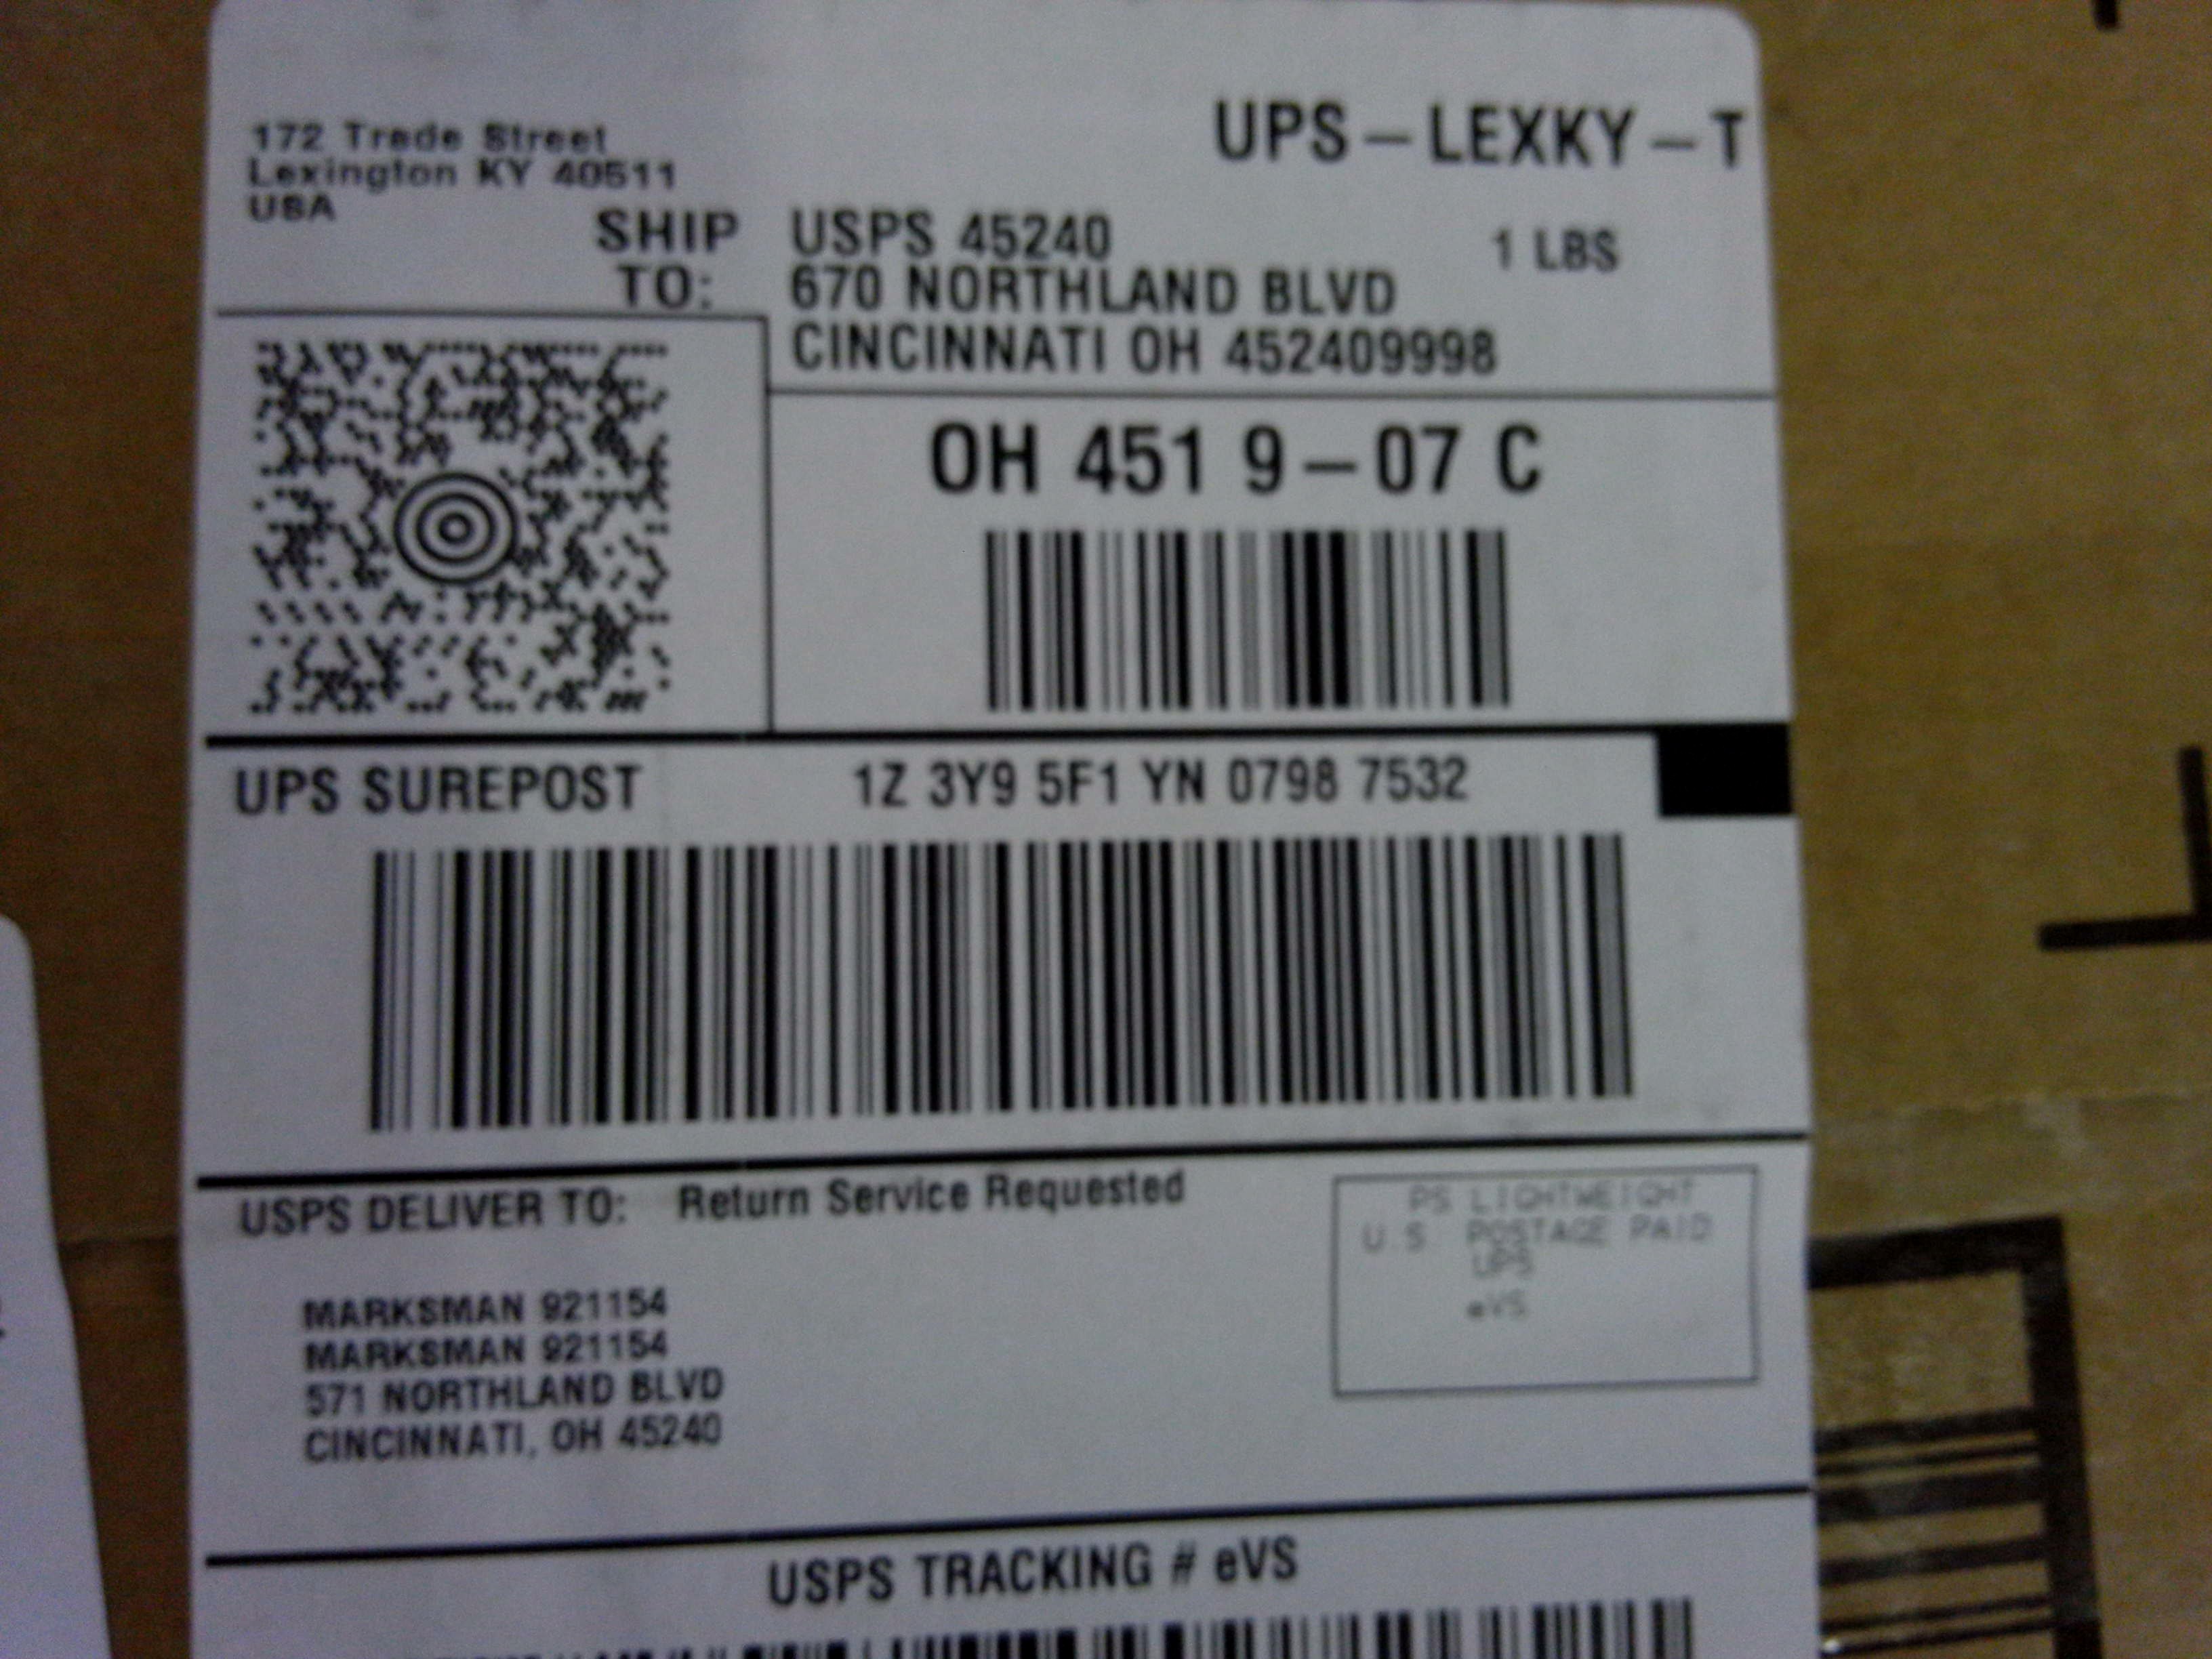 172 Trade Street
Lexington KY 40511
USA
UPS – LEXKY – T
SHIP TO:
USPS 45240
1 LBS
670 NORTHLAND BLVD
CINCINNATI OH 452409998
OH 451 9 – 07 C
UPS SUREPOST
1Z 3Y9 5F1 YN 0798 7532
USPS DELIVER TO: Return Service Requested
PS LIGHTWEIGHT
U.S POSTAGE PAID
UPS
eVS
MARKSMAN 921154
MARKSMAN 921154
571 NORTHLAND BLVD
CINCINNATI, OH 45240
USPS TRACKING # eVS